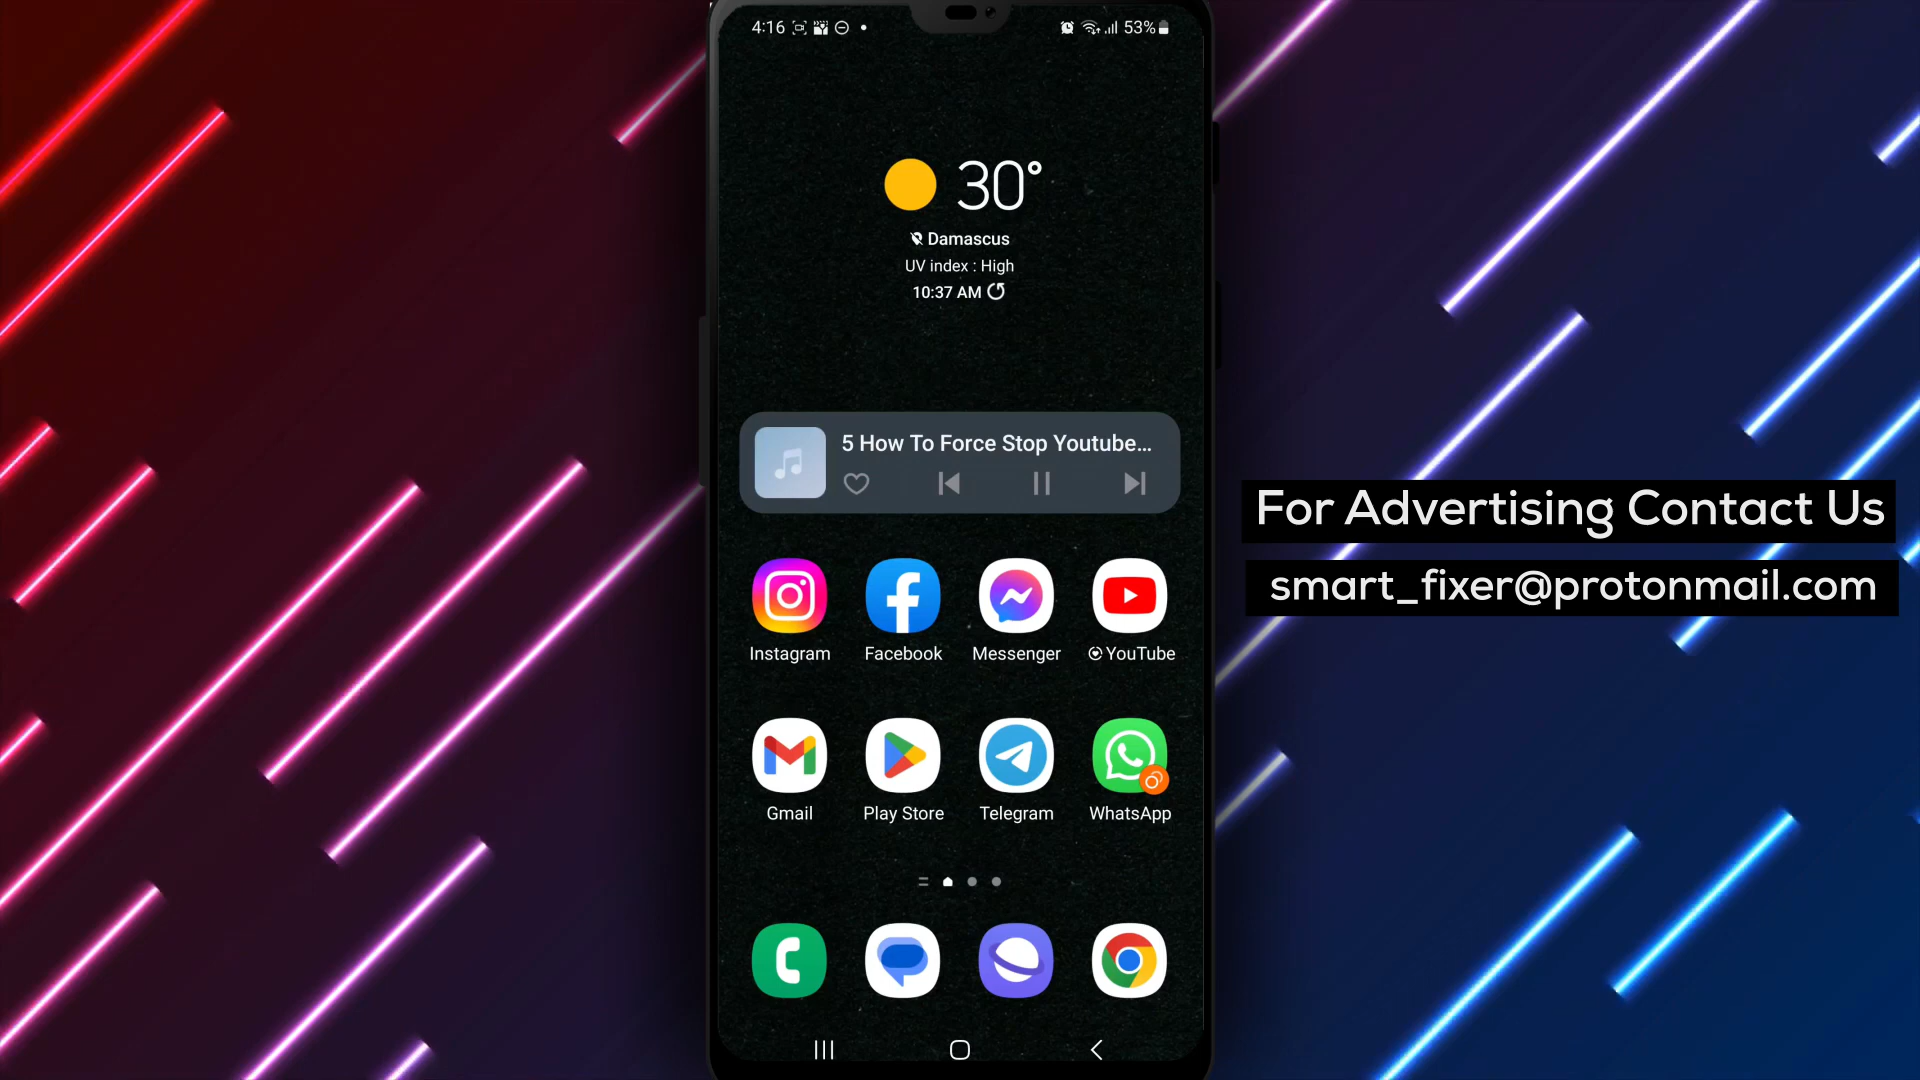 4:16
53%
30°
Damascus
UV index : High
10:37 AM
5 How To Force Stop Youtube...
Instagram
Facebook
Messenger
YouTube
Gmail
Play Store
Telegram
WhatsApp
For Advertising Contact Us
smart_fixer@protonmail.com